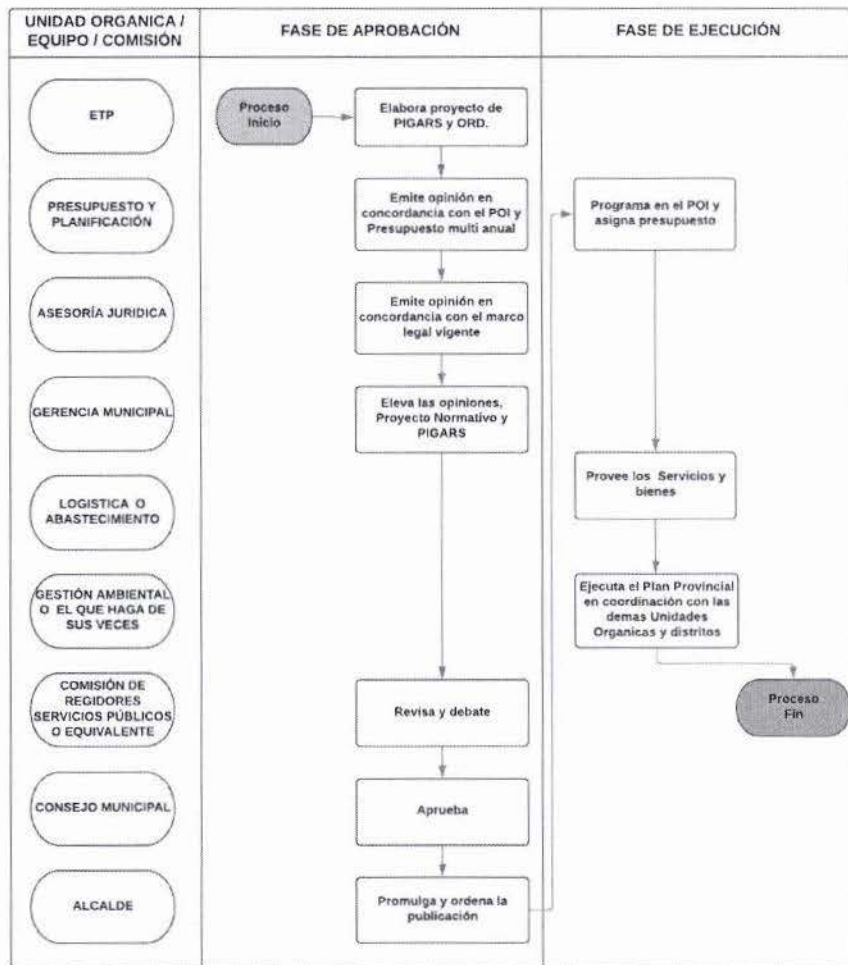 UNIDAD ORGANICA /
EQUIPO / COMISIÓN
FASE DE APROBACIÓN
FASE DE EJECUCIÓN
ETP
Proceso
Inicio
Elabora proyecto de
PIGARS y ORD.
PRESUPUESTO Y
PLANIFICACIÓN
Emite opinión en
concordancia con el POI y
Presupuesto multi anual
Programa en el POI y
asigna presupuesto
ASESORÍA JURIDICA
Emite opinión en
concordancia con el marco
legal vigente
GERENCIA MUNICIPAL
Eleva las opiniones,
Proyecto Normativo y
PIGARS
LOGISTICA O
ABASTECIMIENTO
Provee los Servicios y
bienes
GESTIÓN AMBIENTAL
O EL QUE HAGA DE
SUS VECES
Ejecuta el Plan Provincial
en coordinación con las
demas Unidades
Organicas y distritos
COMISIÓN DE
REGIDORES
SERVICIOS PÚBLICOS
O EQUIVALENTE
Revisa y debate
Proceso
Fin
CONSEJO MUNICIPAL
Aprueba
ALCALDE
Promulga y ordena la
publicación